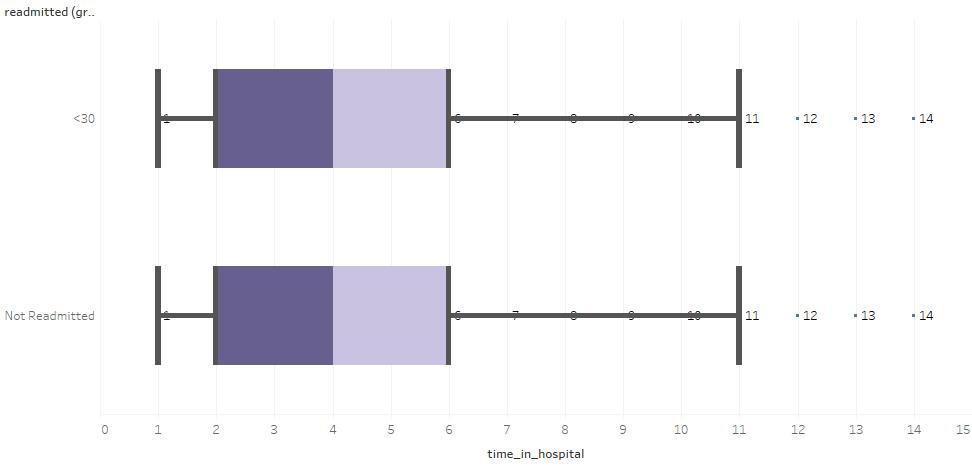 readmitted (gr..
<30
1 6 7 8 9 10 11 12 13 14
Not Readmitted
1 6 7 8 9 10 11 12 13 14
0 1 2 3 4 5 6 7 8 9 10 11 12 13 14 15
time_in_hospital